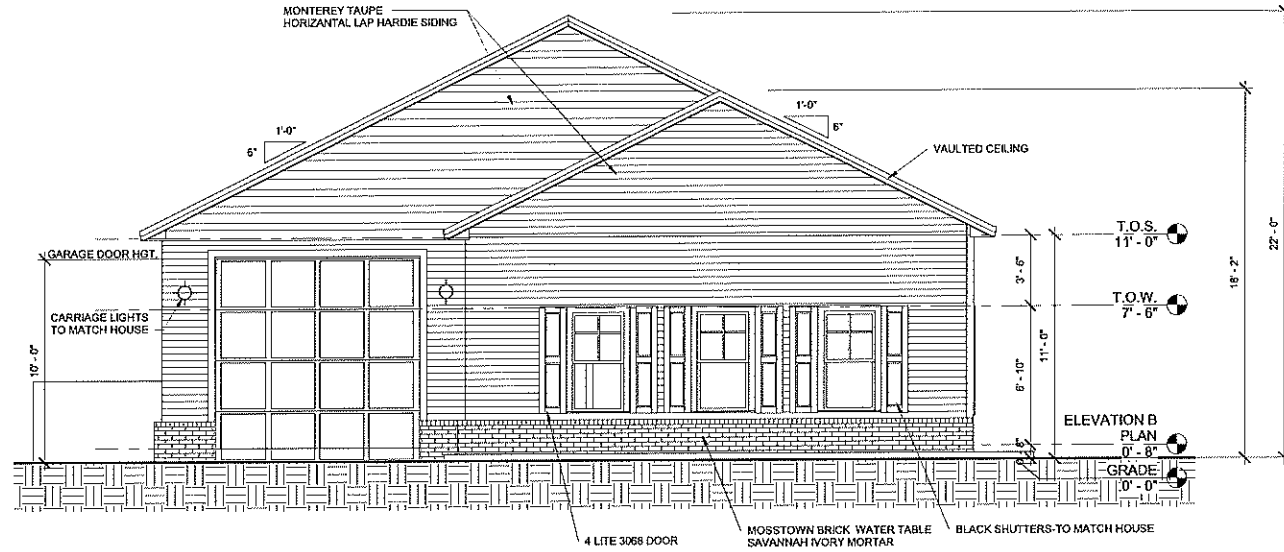 MONTEREY TAUPE
HORIZANTAL LAP HARDIE SIDING
1'-0"
6"
1'-0"
6"
VAULTED CEILING
22' - 0"
18' - 2"
T.O.S.
11' - 0"
GARAGE DOOR HGT.
3' - 6"
T.O.W.
7' - 6"
CARRIAGE LIGHTS
TO MATCH HOUSE
10' - 0"
11' - 0"
6' - 10"
ELEVATION B
PLAN
0' - 8"
GRADE
0' - 0"
4 LITE 3068 DOOR
MOSSTOWN BRICK WATER TABLE
SAVANNAH IVORY MORTAR
BLACK SHUTTERS-TO MATCH HOUSE